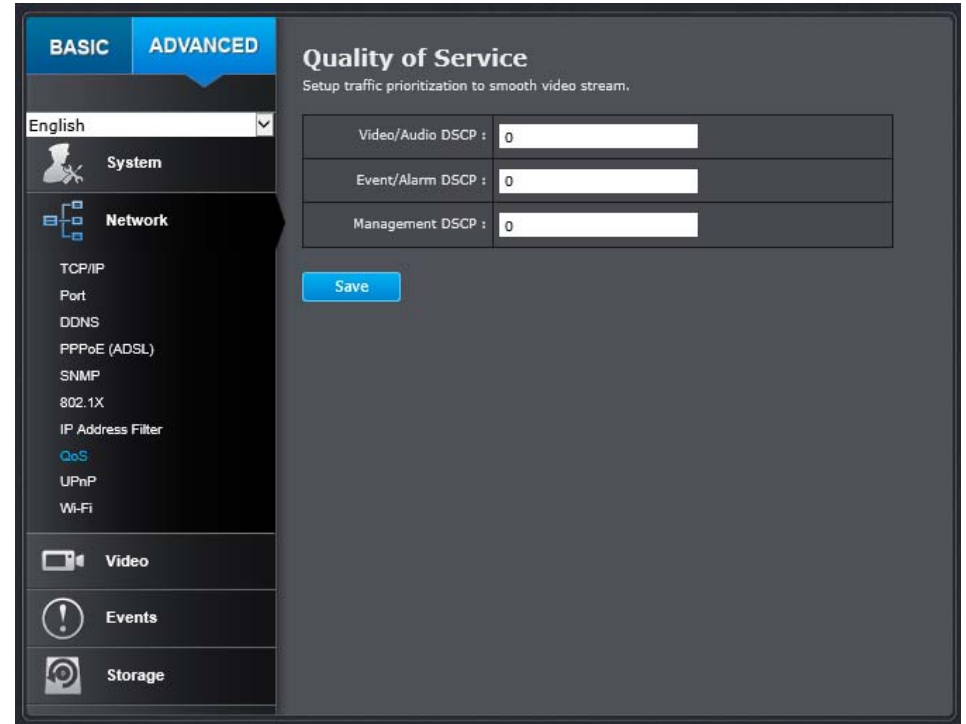 BASIC
ADVANCED
English
System
Network
TCP/IP
Port
DDNS
PPPoE (ADSL)
SNMP
802.1X
IP Address Filter
QoS
UPnP
Wi-Fi
Video
Events
Storage
Quality of Service
Setup traffic prioritization to smooth video stream.
Video/Audio DSCP : 0
Event/Alarm DSCP : 0
Management DSCP : 0
Save